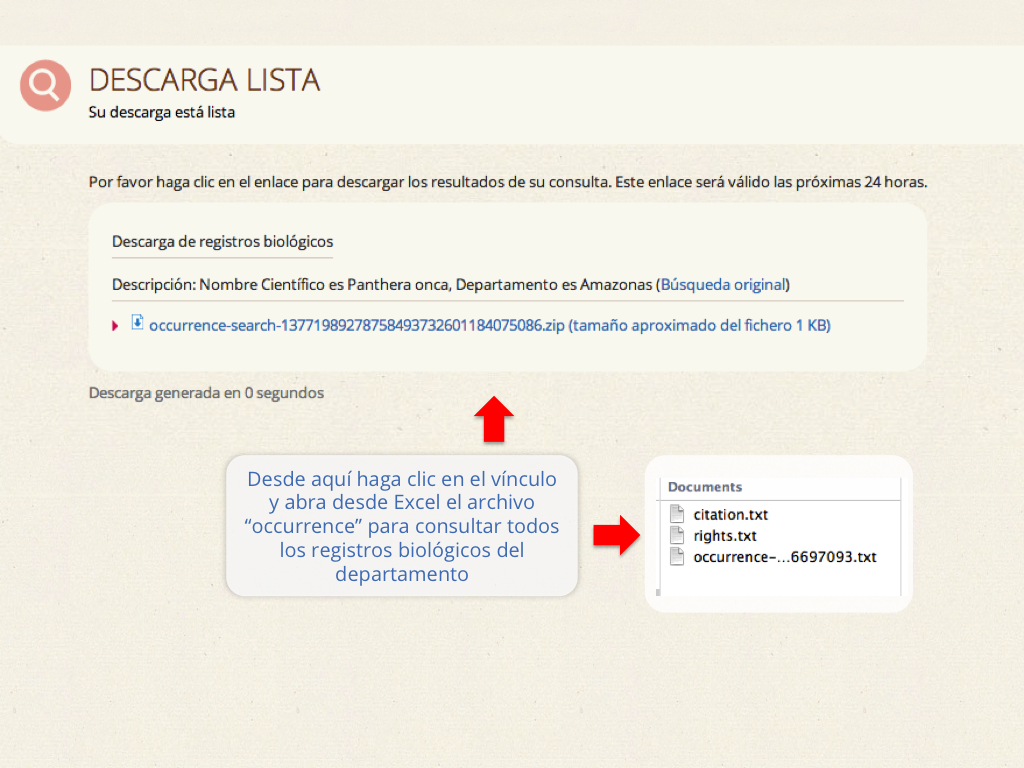 DESCARGA LISTA
Su descarga está lista
Por favor haga clic en el enlace para descargar los resultados de su consulta. Este enlace será válido las próximas 24 horas.
Descarga de registros biológicos
Descripción: Nombre Científico es Panthera onca, Departamento es Amazonas (Búsqueda original)
occurrence-search-13771989278758493732601184075086.zip (tamaño aproximado del fichero 1 KB)
Descarga generada en 0 segundos
Desde aquí haga clic en el vínculo
y abra desde Excel el archivo
“occurrence” para consultar todos
los registros biológicos del
departamento
Documents
citation.txt
rights.txt
occurrence-...6697093.txt